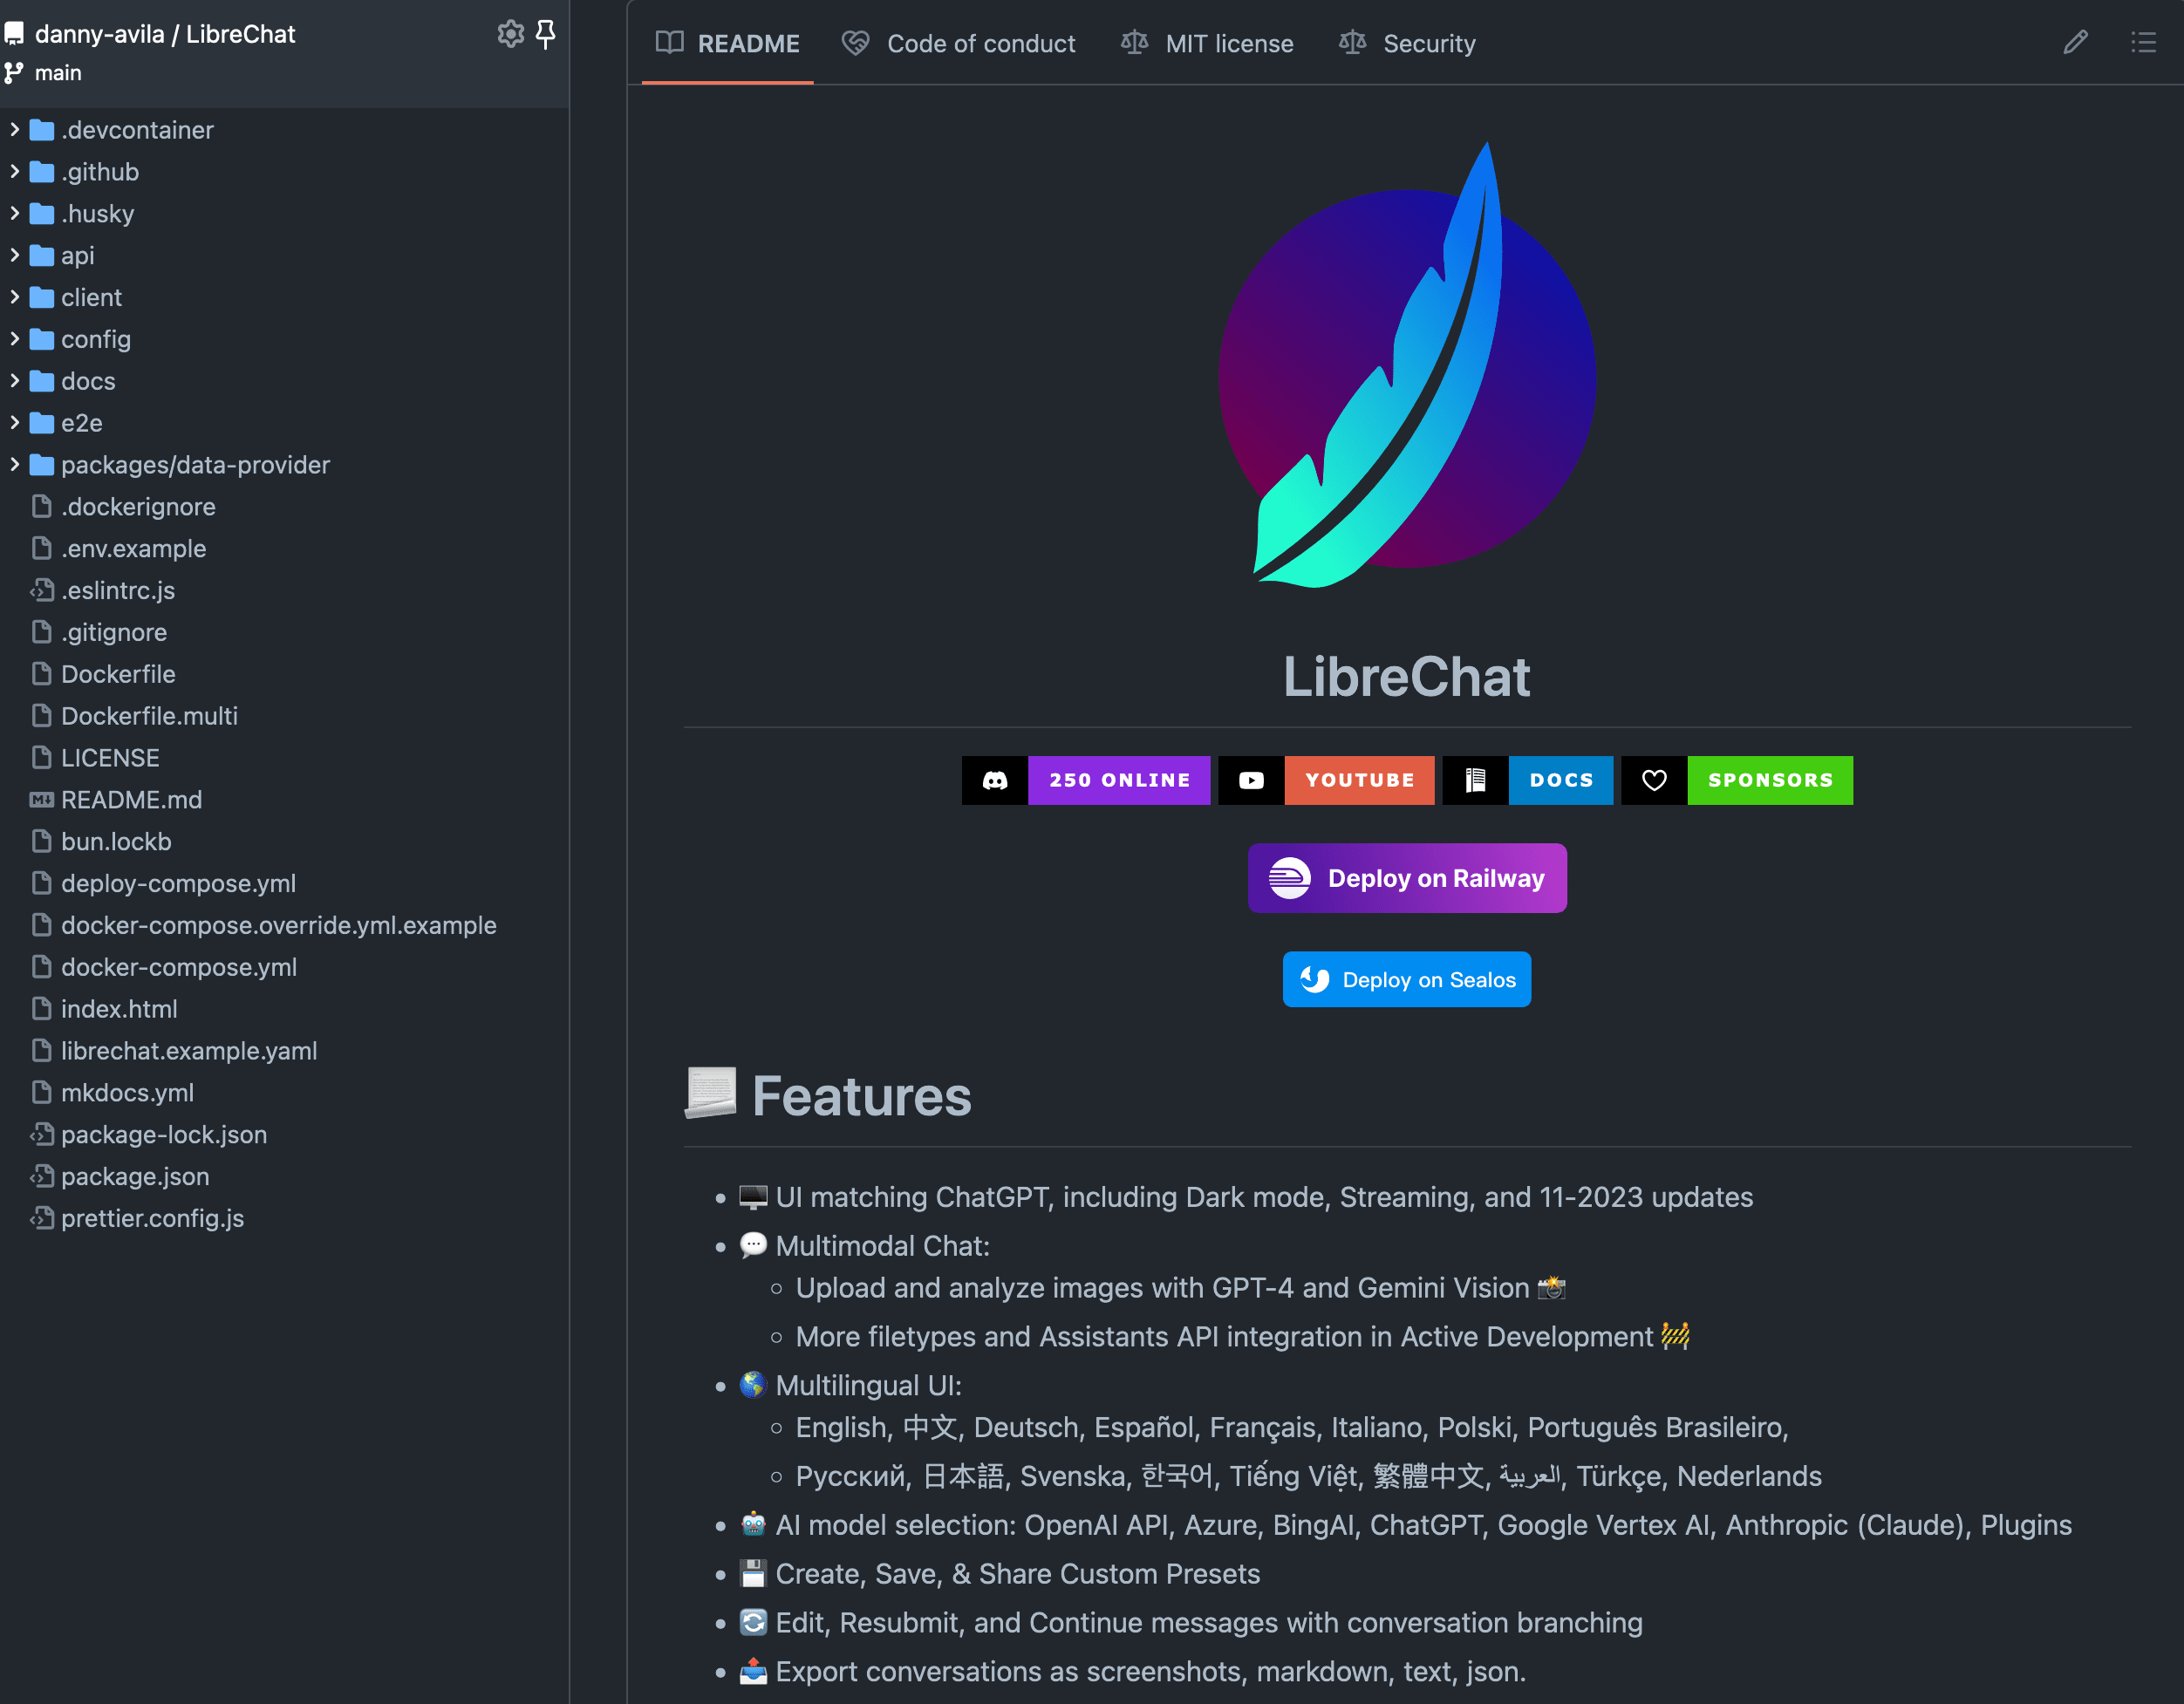 danny-avila / LibreChat
main
.devcontainer
.github
.husky
api
client
config
docs
e2e
packages/data-provider
.dockerignore
.env.example
.eslintrc.js
.gitignore
Dockerfile
Dockerfile.multi
LICENSE
README.md
bun.lockb
deploy-compose.yml
docker-compose.override.yml.example
docker-compose.yml
index.html
librechat.example.yaml
mkdocs.yml
package-lock.json
package.json
prettier.config.js
README Code of conduct MIT license Security
LibreChat
250 ONLINE YOUTUBE DOCS SPONSORS
Deploy on Railway
Deploy on Sealos
📃 Features
• 🖥️ UI matching ChatGPT, including Dark mode, Streaming, and 11-2023 updates
• 💬 Multimodal Chat:
◦ Upload and analyze images with GPT-4 and Gemini Vision 📸
◦ More filetypes and Assistants API integration in Active Development 🚧
• 🌎 Multilingual UI:
◦ English, 中文, Deutsch, Español, Français, Italiano, Polski, Português Brasileiro,
◦ Русский, 日本語, Svenska, 한국어, Tiếng Việt, 繁體中文, العربية, Türkçe, Nederlands
• 🤖 AI model selection: OpenAI API, Azure, BingAI, ChatGPT, Google Vertex AI, Anthropic (Claude), Plugins
• 💾 Create, Save, & Share Custom Presets
• 🔄 Edit, Resubmit, and Continue messages with conversation branching
• 📤 Export conversations as screenshots, markdown, text, json.